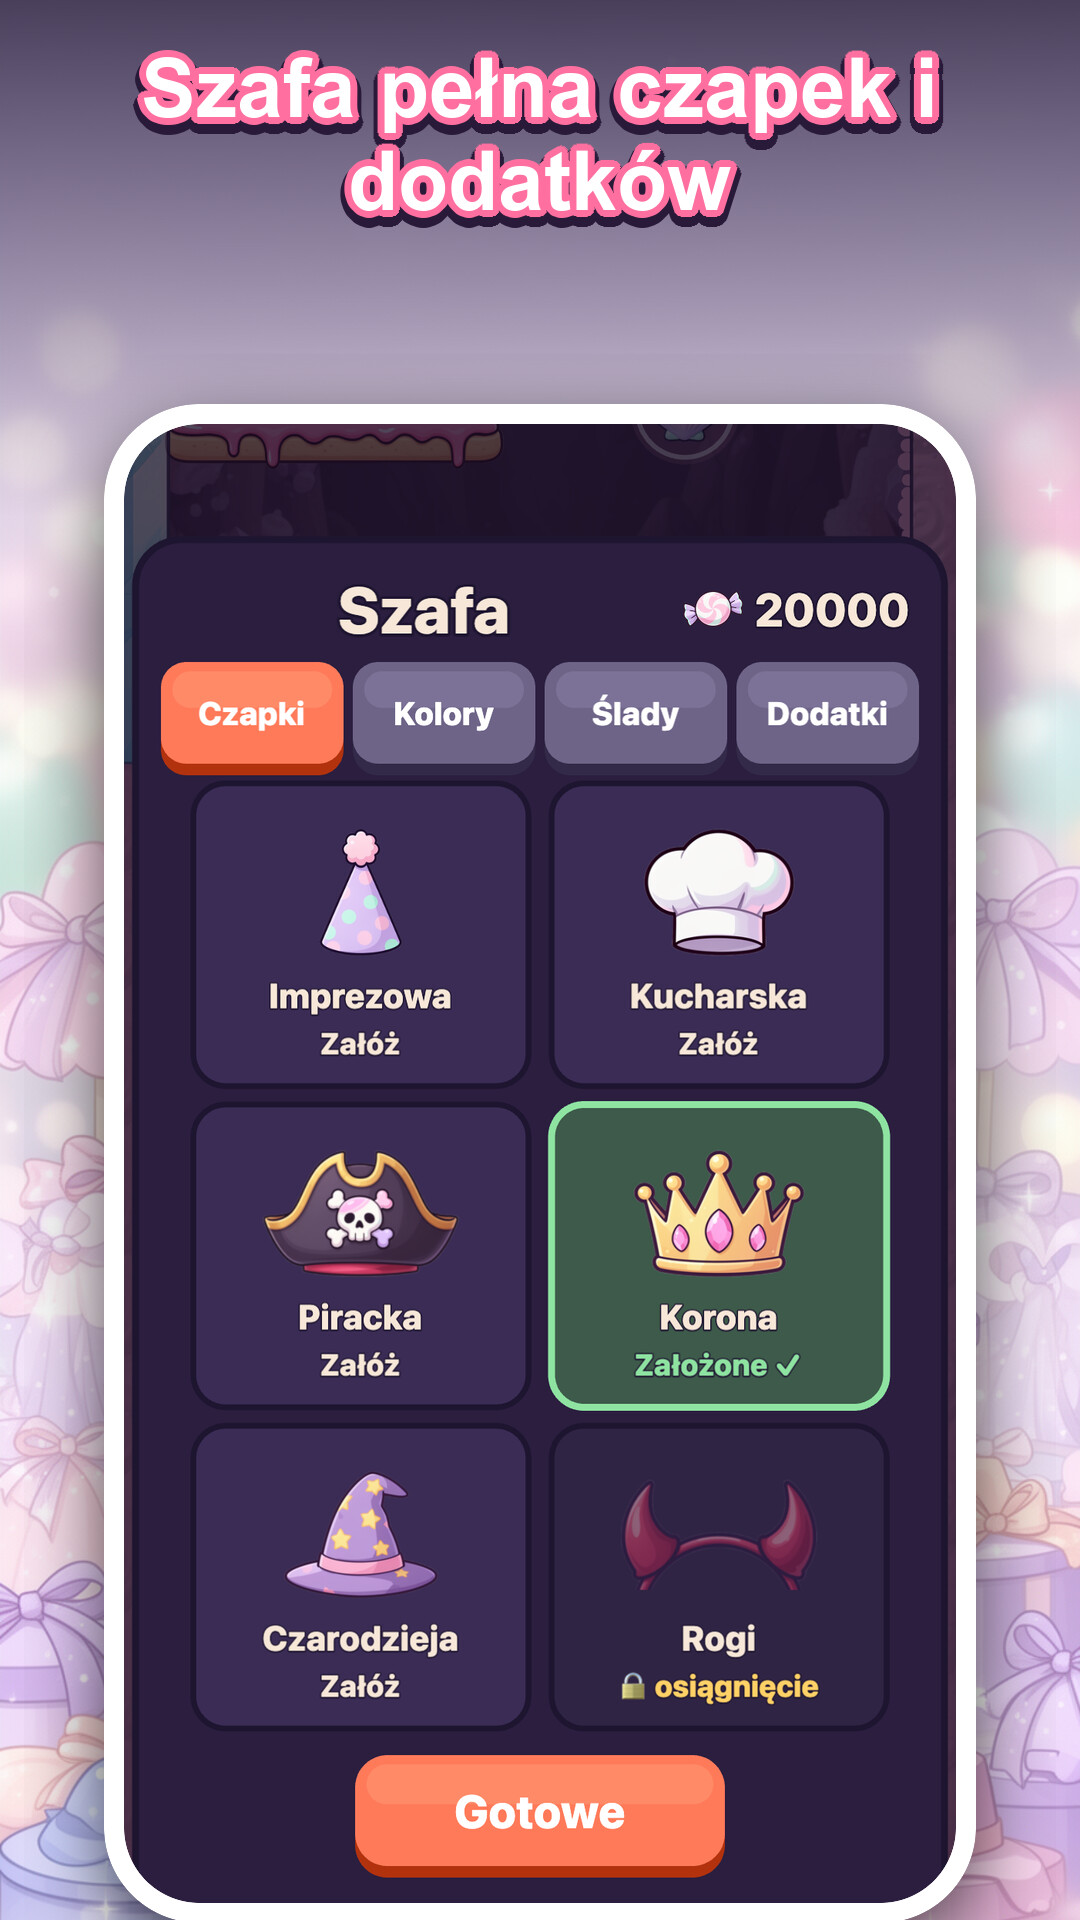 Szafa pełna czapek i
dodatków
Szafa
20000
Czapki
Kolory
Ślady
Dodatki
Imprezowa
Załóż
Kucharska
Załóż
Piracka
Załóż
Korona
Założone ✓
Czarodzieja
Załóż
Rogi
🔒 osiągnięcie
Gotowe